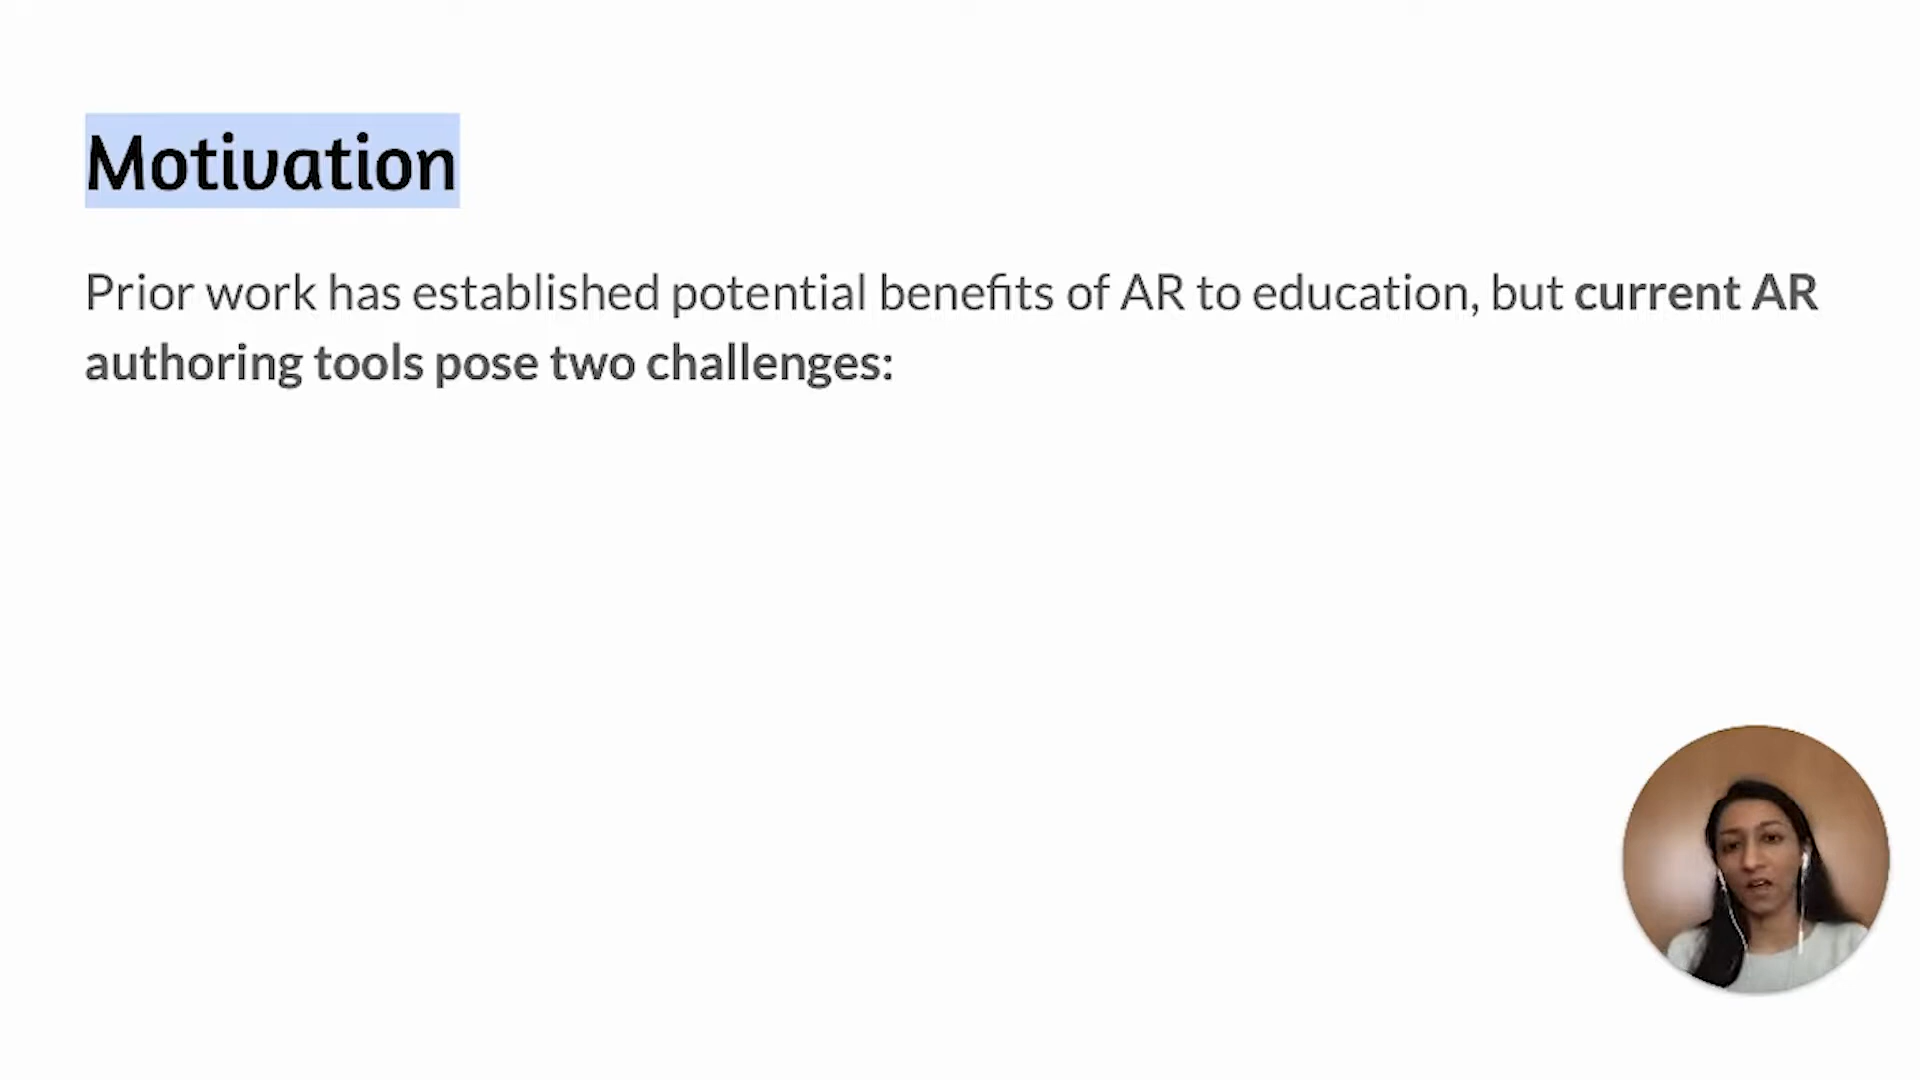 Motivation
Prior work has established potential benefits of AR to education, but current AR
authoring tools pose two challenges: